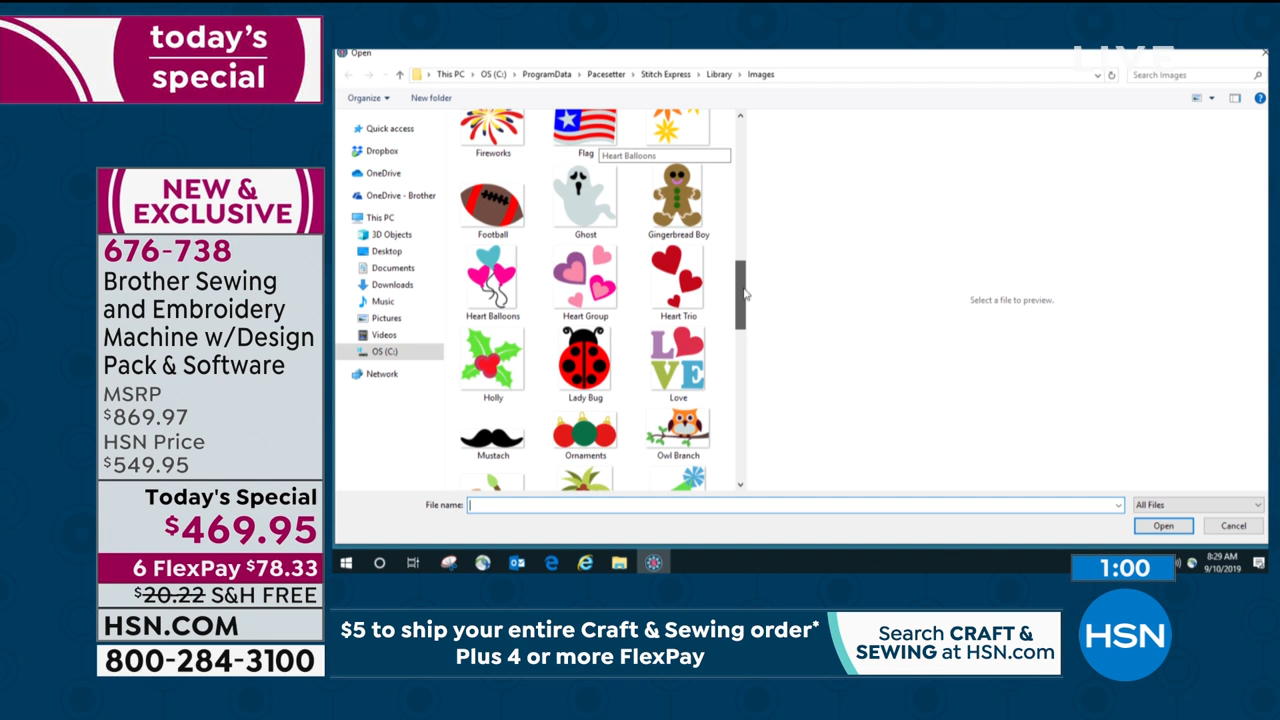 today's
special
NEW &
EXCLUSIVE
676-738
Brother Sewing
and Embroidery
Machine w/Design
Pack & Software
MSRP
$869.97
HSN Price
$549.95
Today's Special
$469.95
6 FlexPay $78.33
$20.22 S&H FREE
HSN.COM
800-284-3100
LIVE
Open
This PC > OS (C:) > ProgramData > Pacesetter > Stitch Express > Library > Images
Search Images
Organize
New folder
Quick access
Dropbox
OneDrive
OneDrive - Brother
This PC
3D Objects
Desktop
Documents
Downloads
Music
Pictures
Videos
OS (C:)
Network
Fireworks
Flag
Heart Balloons
Football
Ghost
Gingerbread Boy
Heart Balloons
Heart Group
Heart Trio
LOVE
Holly
Lady Bug
Love
Mustach
Ornaments
Owl Branch
Select a file to preview.
File name:
All Files
Open
Cancel
8:29 AM
9/10/2019
1:00
$5 to ship your entire Craft & Sewing order*
Plus 4 or more FlexPay
Search CRAFT &
SEWING at HSN.com
HSN